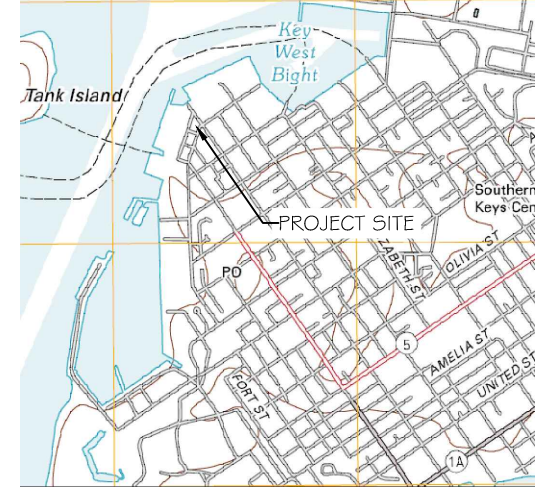 Key
West
Bight
Tank Island
Southern
Keys Cen
PROJECT SITE
ZABETH ST
OLIVIA ST
PO
5
AMELIA ST
UNITED ST
FORT ST
1A